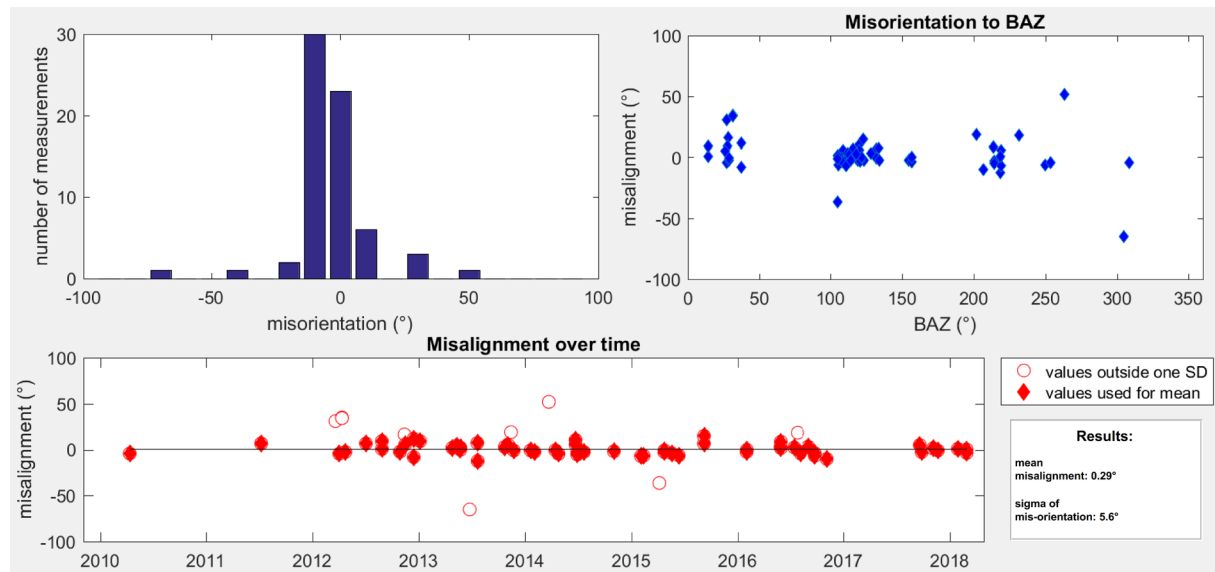 Misorientation to BAZ
number of measurements
30
20
10
0
-100
-50
0
50
100
misorientation (°)
misalignment (°)
100
50
0
-50
-100
0
50
100
150
200
250
300
350
BAZ (°)
Misalignment over time
misalignment (°)
100
50
0
-50
-100
2010
2011
2012
2013
2014
2015
2016
2017
2018
values outside one SD
values used for mean
Results:
mean
misalignment: 0.29°
sigma of
mis-orientation: 5.6°